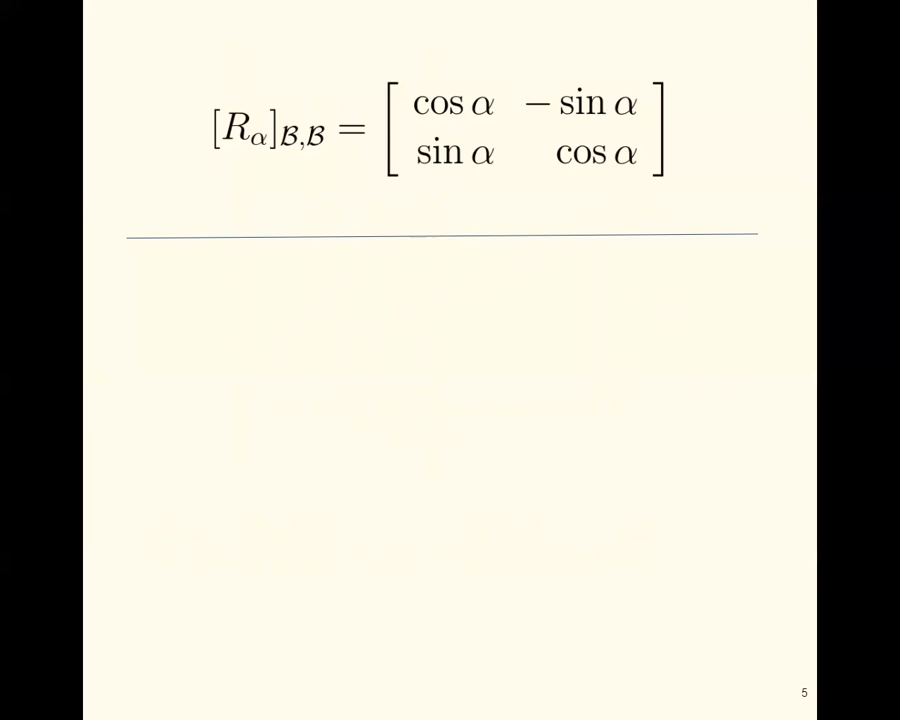 [R_α]_{ℬ,ℬ} = [ cos α  − sin α
sin α  cos α ]
5